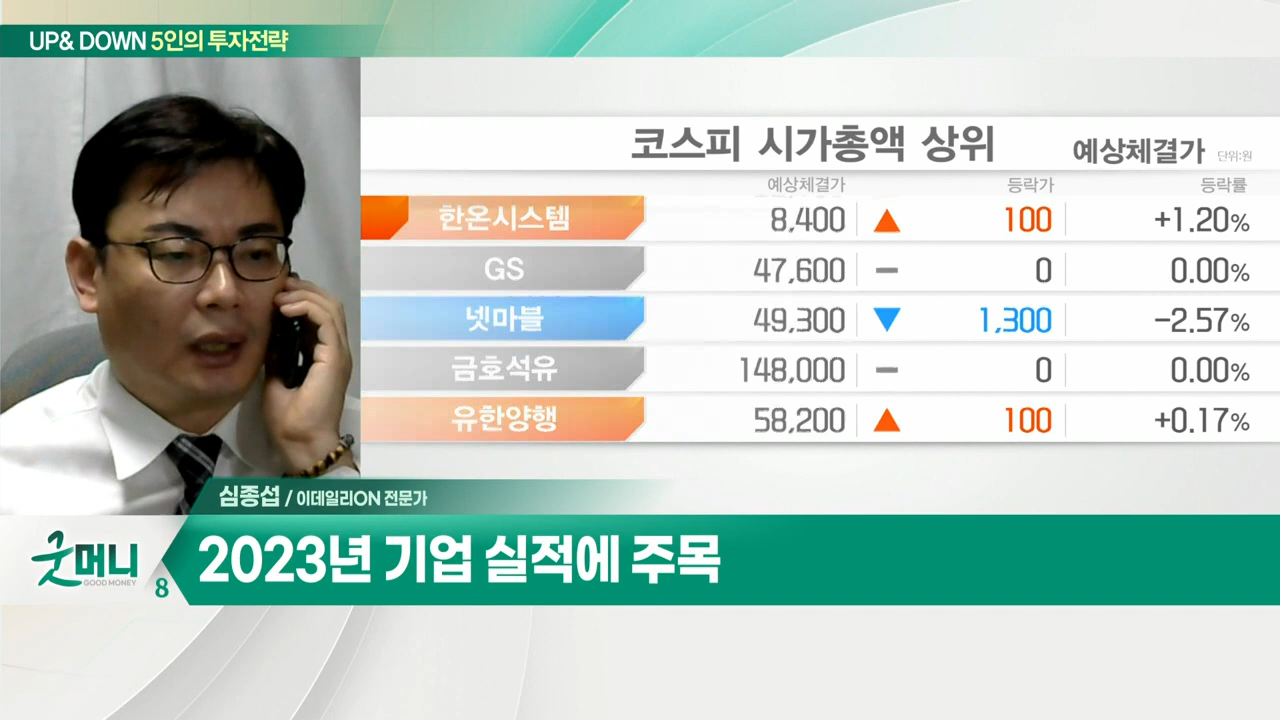 UP& DOWN 5인의 투자전략
코스피 시가총액 상위 예상체결가 단위:원
예상체결가 등락가 등락률
한온시스템 8,400 ▲ 100 +1.20%
GS 47,600 − 0 0.00%
넷마블 49,300 ▼ 1,300 −2.57%
금호석유 148,000 − 0 0.00%
유한양행 58,200 ▲ 100 +0.17%
심종섭 / 이데일리ON 전문가
굿머니
GOOD MONEY
8
2023년 기업 실적에 주목